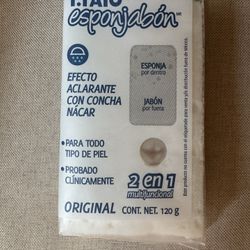 esponjabón
ESPONJA
por dentro
JABÓN
por fuera
EFECTO
ACLARANTE
CON CONCHA
NÁCAR
•PARA TODO
TIPO DE PIEL
•PROBADO
CLÍNICAMENTE
2 en 1
multifuncional
ORIGINAL CONT. NET. 120 g